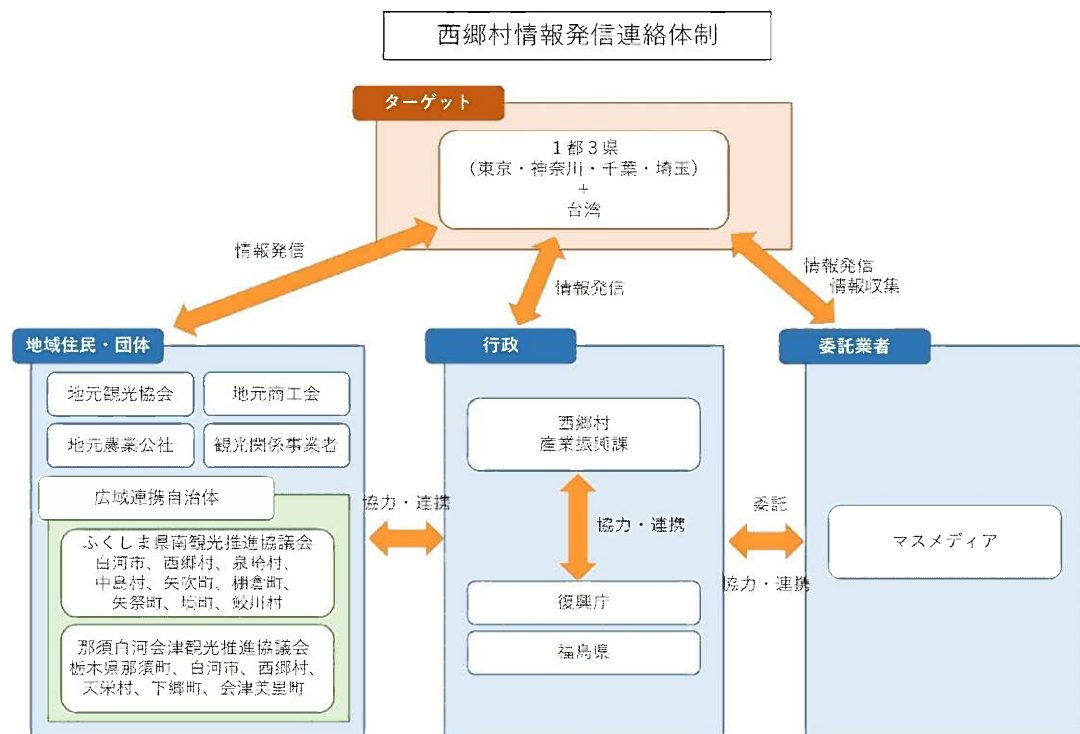 西郷村情報発信連絡体制
ターゲット
1都3県
(東京・神奈川・千葉・埼玉)
+
台湾
情報発信
情報発信
情報発信
情報収集
地域住民・団体
地元観光協会
地元商工会
地元農業公社
観光関係事業者
広域連携自治体
ふくしま県南観光推進協議会
白河市、西郷村、泉崎村、
中島村、矢吹町、棚倉町、
矢祭町、塙町、鮫川村
那須白河会津観光推進協議会
栃木県那須町、白河市、西郷村、
天栄村、下郷町、会津美里町
協力・連携
行政
西郷村
産業振興課
協力・連携
復興庁
福島県
委託
協力・連携
委託業者
マスメディア